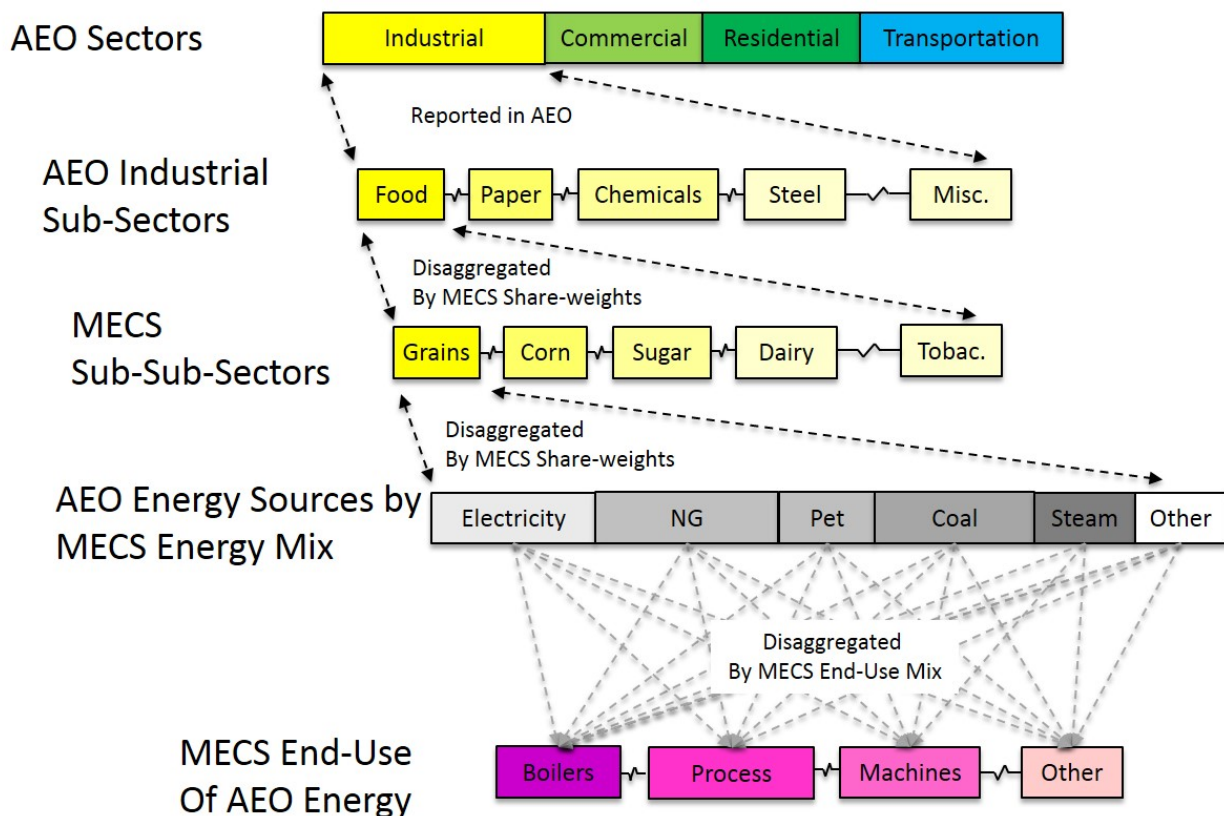 AEO Sectors
Industrial
Commercial
Residential
Transportation
Reported in AEO
AEO Industrial
Sub-Sectors
Food
Paper
Chemicals
Steel
Misc.
Disaggregated
By MECS Share-weights
MECS
Sub-Sub-Sectors
Grains
Corn
Sugar
Dairy
Tobac.
Disaggregated
By MECS Share-weights
AEO Energy Sources by
MECS Energy Mix
Electricity
NG
Pet
Coal
Steam
Other
Disaggregated
By MECS End-Use Mix
MECS End-Use
Of AEO Energy
Boilers
Process
Machines
Other